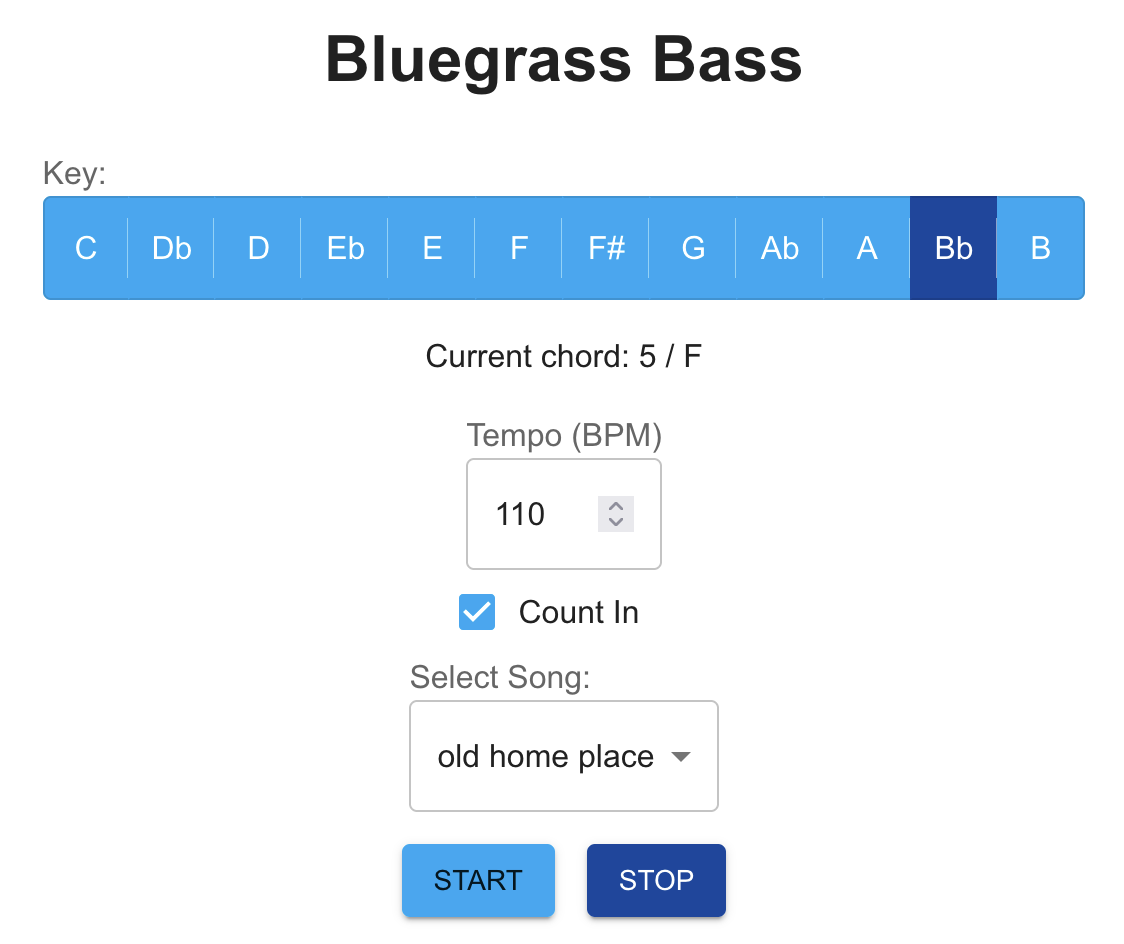 Bluegrass Bass
Key:
C Db D Eb E F F# G Ab A Bb B
Current chord: 5 / F
Tempo (BPM)
110
Count In
Select Song:
old home place
START STOP